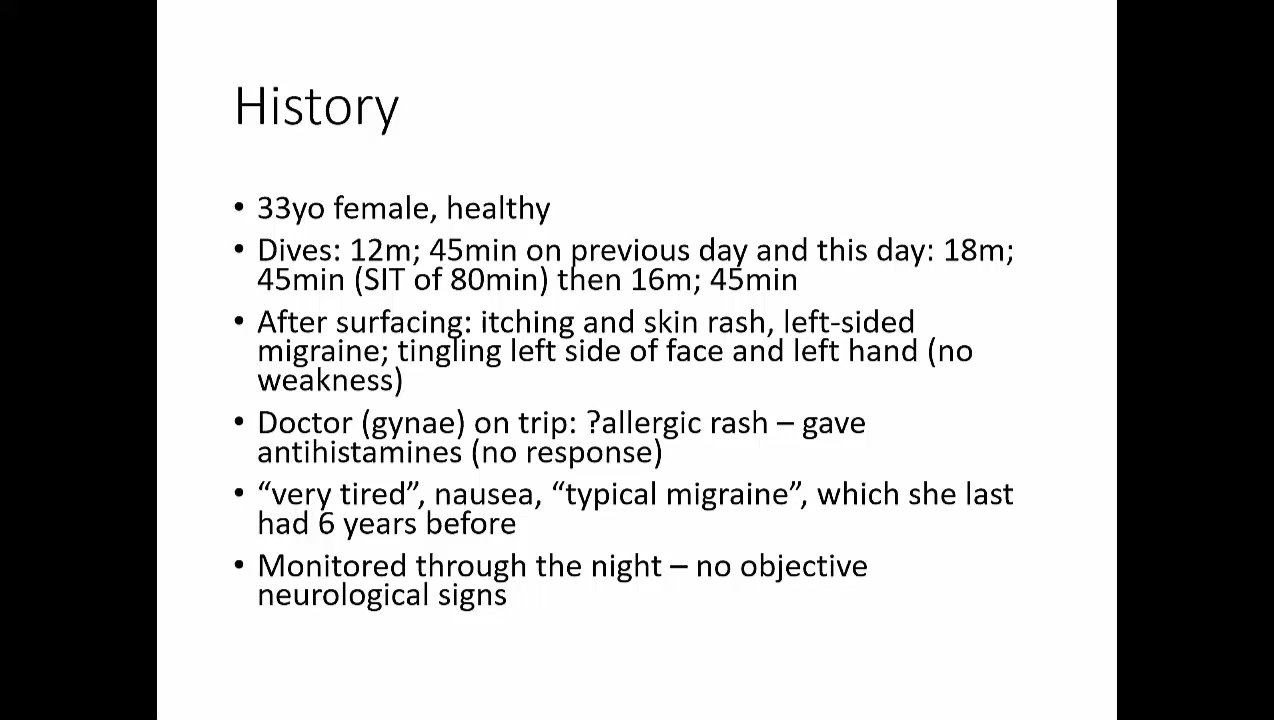 History
• 33yo female, healthy
• Dives: 12m; 45min on previous day and this day: 18m;
45min (SIT of 80min) then 16m; 45min
• After surfacing: itching and skin rash, left-sided
migraine; tingling left side of face and left hand (no
weakness)
• Doctor (gynae) on trip: ?allergic rash – gave
antihistamines (no response)
• “very tired”, nausea, “typical migraine”, which she last
had 6 years before
• Monitored through the night – no objective
neurological signs